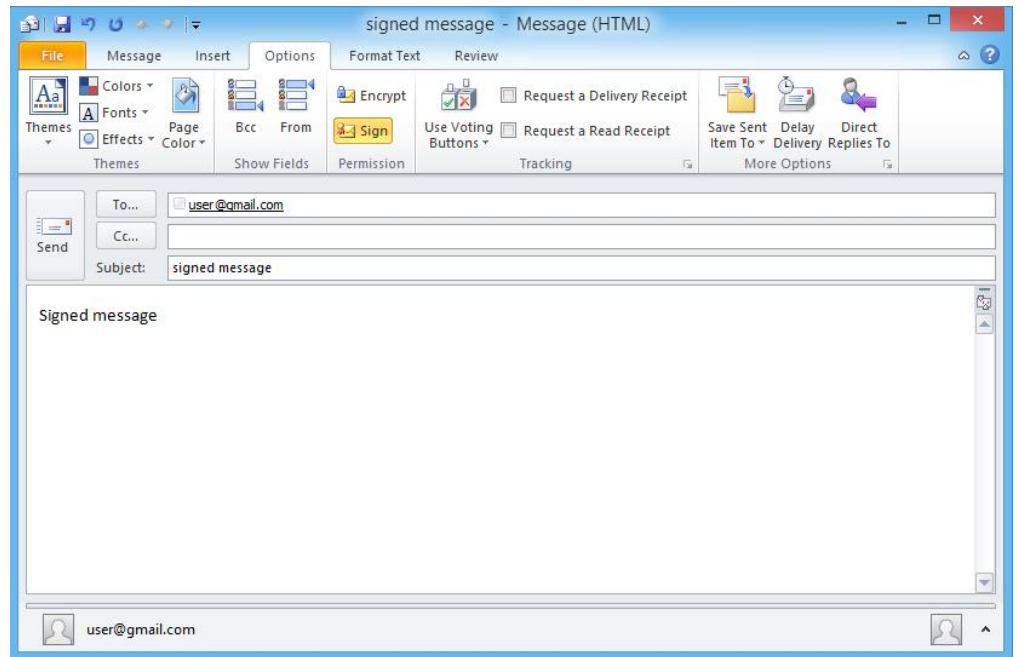 signed message - Message (HTML)
File Message Insert Options Format Text Review
Aa Colors Request a Delivery Receipt
A Fonts Encrypt
Themes Effects Page Color Bcc From Sign Use Voting Buttons Request a Read Receipt Save Sent Item To Delay Delivery Direct Replies To
Themes Show Fields Permission Tracking More Options
To... user@gmail.com
Send Cc...
Subject: signed message
Signed message
user@gmail.com